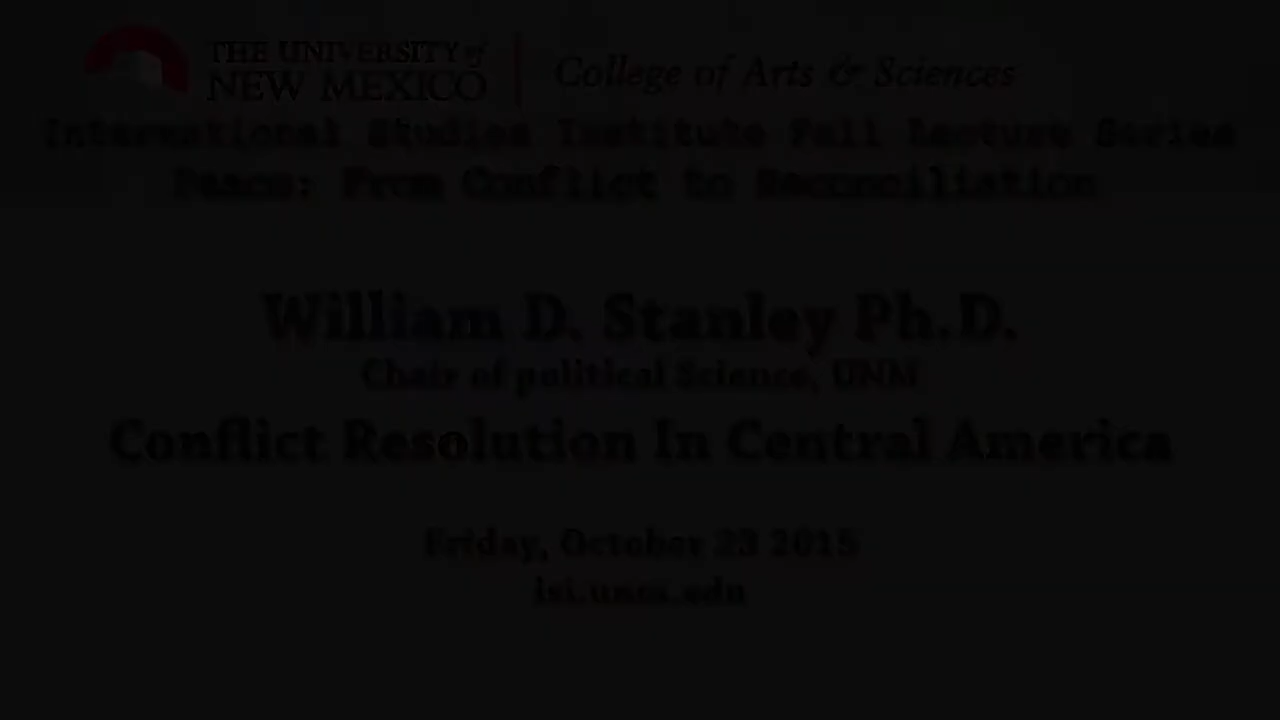 THE UNIVERSITY of
NEW MEXICO
College of Arts & Sciences
International Studies Institute Fall Lecture Series
Peace: From Conflict to Reconciliation
William D. Stanley Ph.D.
Chair of political Science, UNM
Conflict Resolution In Central America
Friday, October 23 2015
isi.unm.edu